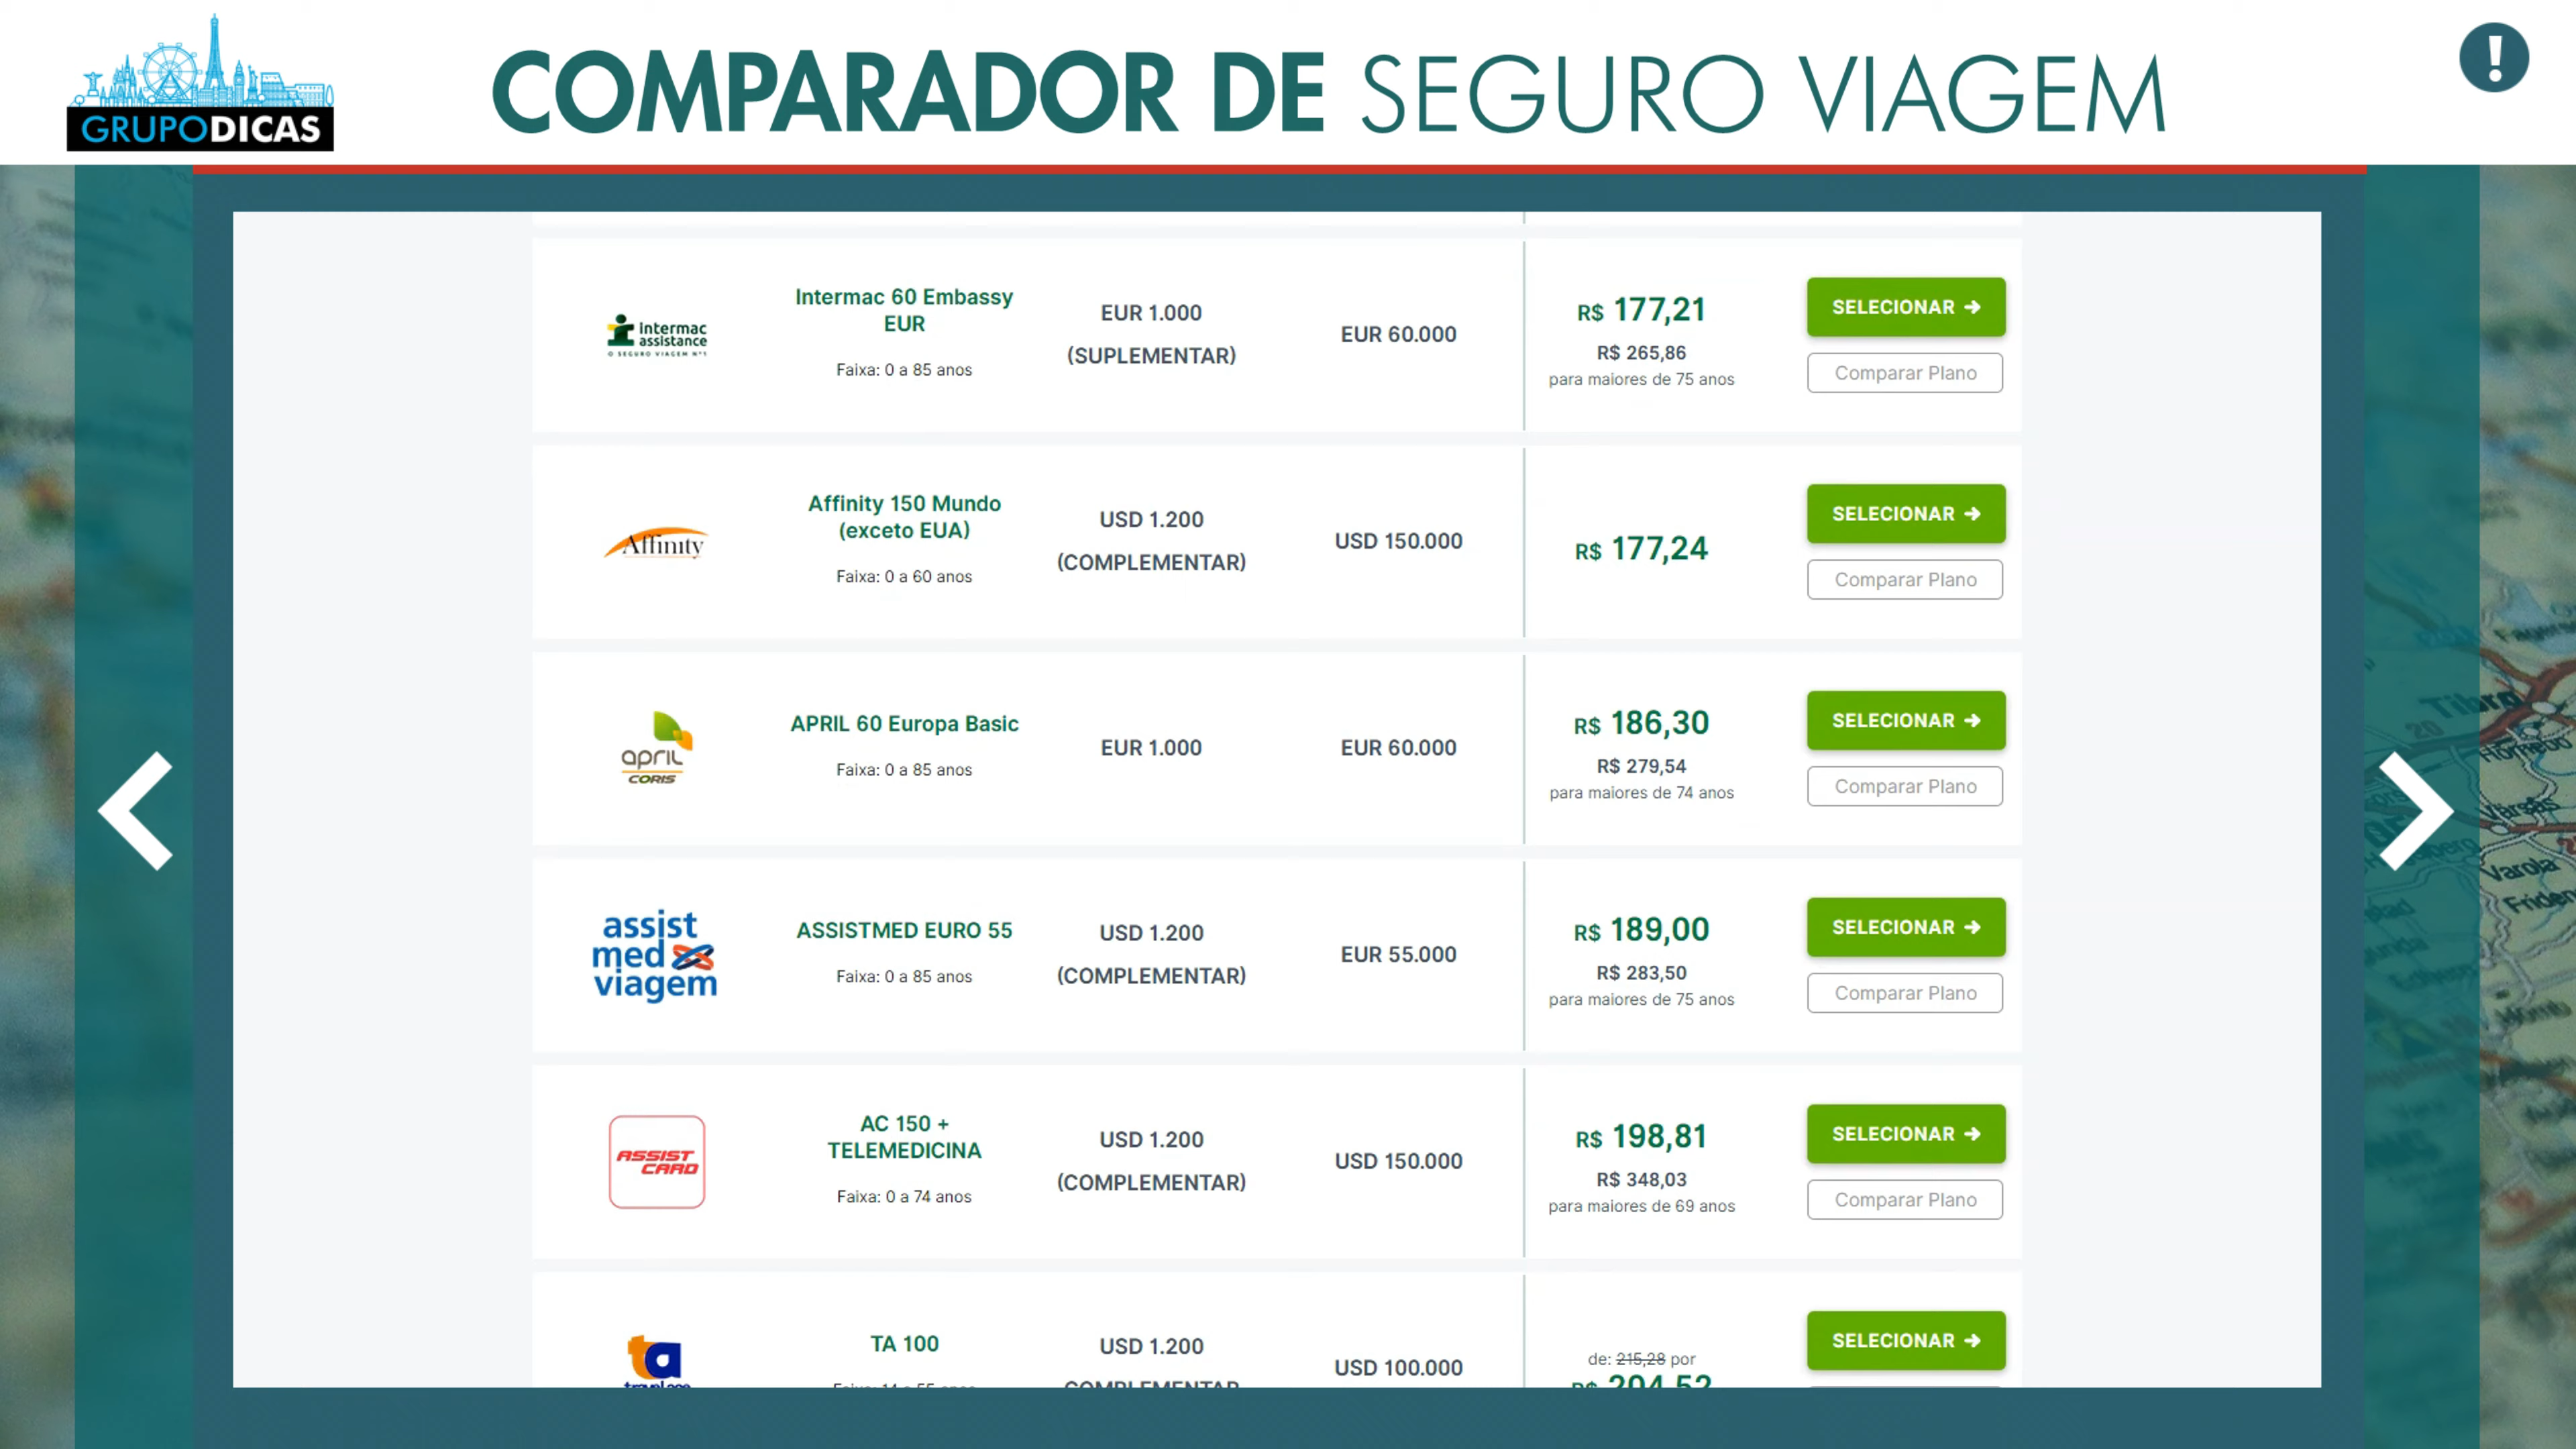 GRUPODICAS
COMPARADOR DE SEGURO VIAGEM
!
intermac
assistance
O SEGURO VIAGEM Nº1
Intermac 60 Embassy
EUR
Faixa: 0 a 85 anos
EUR 1.000
(SUPLEMENTAR)
EUR 60.000
R$ 177,21
R$ 265,86
para maiores de 75 anos
SELECIONAR →
Comparar Plano
Affinity
Affinity 150 Mundo
(exceto EUA)
Faixa: 0 a 60 anos
USD 1.200
(COMPLEMENTAR)
USD 150.000
R$ 177,24
SELECIONAR →
Comparar Plano
april
CORIS
APRIL 60 Europa Basic
Faixa: 0 a 85 anos
EUR 1.000
EUR 60.000
R$ 186,30
R$ 279,54
para maiores de 74 anos
SELECIONAR →
Comparar Plano
assist
med
viagem
ASSISTMED EURO 55
Faixa: 0 a 85 anos
USD 1.200
(COMPLEMENTAR)
EUR 55.000
R$ 189,00
R$ 283,50
para maiores de 75 anos
SELECIONAR →
Comparar Plano
ASSIST
CARD
AC 150 +
TELEMEDICINA
Faixa: 0 a 74 anos
USD 1.200
(COMPLEMENTAR)
USD 150.000
R$ 198,81
R$ 348,03
para maiores de 69 anos
SELECIONAR →
Comparar Plano
ta
TA 100
USD 1.200
COMPLEMENTAR
USD 100.000
de: 215,28 por
R$ 204,52
SELECIONAR →
Varola